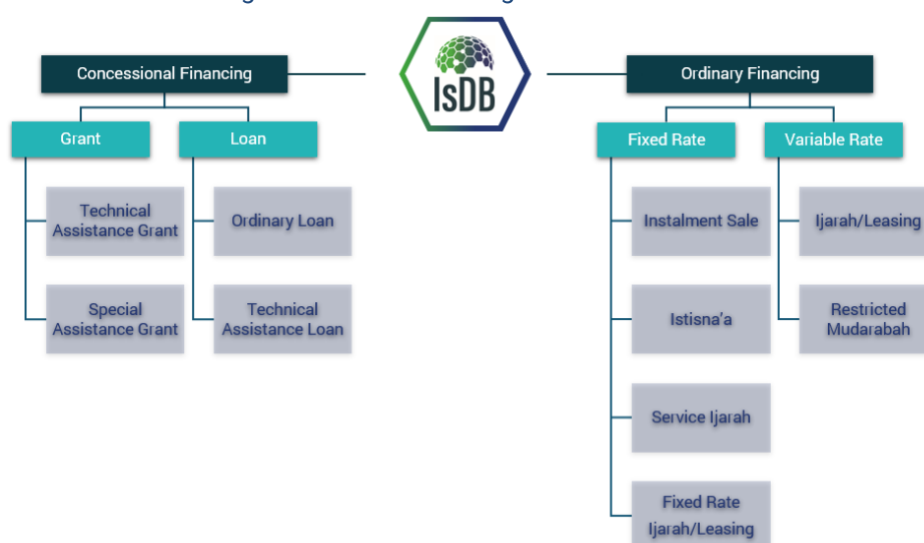 Concessional Financing
IsDB
Ordinary Financing
Grant
Loan
Fixed Rate
Variable Rate
Technical
Assistance Grant
Ordinary Loan
Instalment Sale
Ijarah/Leasing
Special
Assistance Grant
Technical
Assistance Loan
Istisna'a
Restricted
Mudarabah
Service Ijarah
Fixed Rate
Ijarah/Leasing